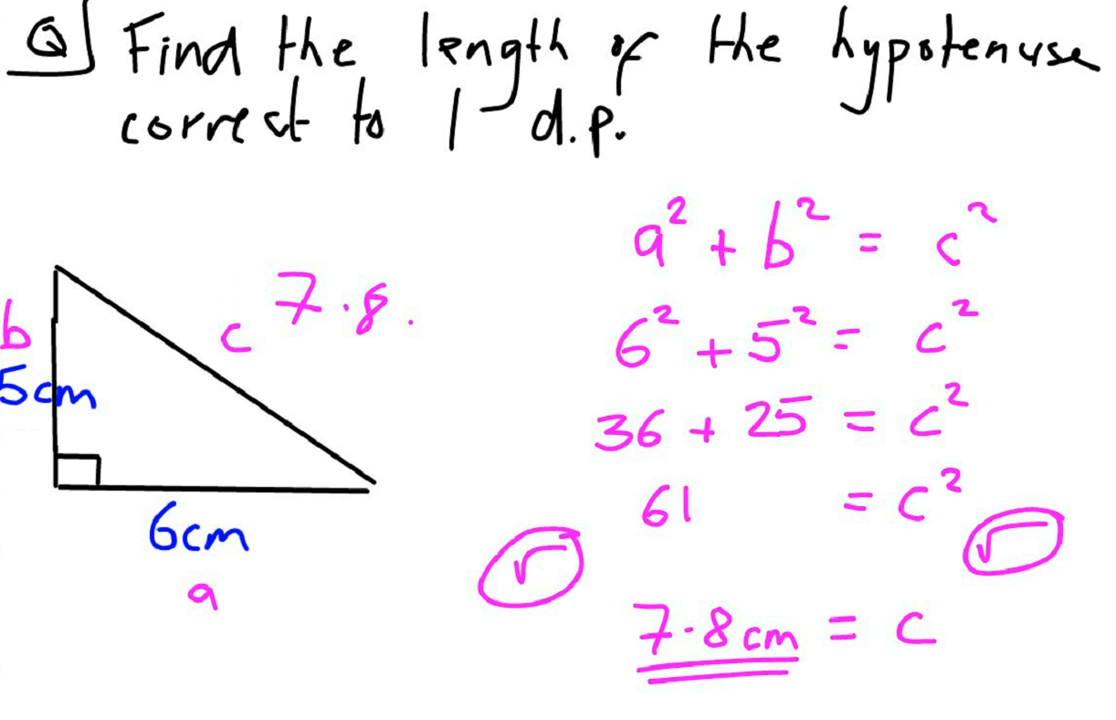 Q] Find the length of the hypotenuse
correct to 1 d.p.
a² + b² = c²
b
c 7.8.
6² + 5² = c²
5cm
36 + 25 = c²
61 = c²
6cm
√ √
a
7.8cm = c